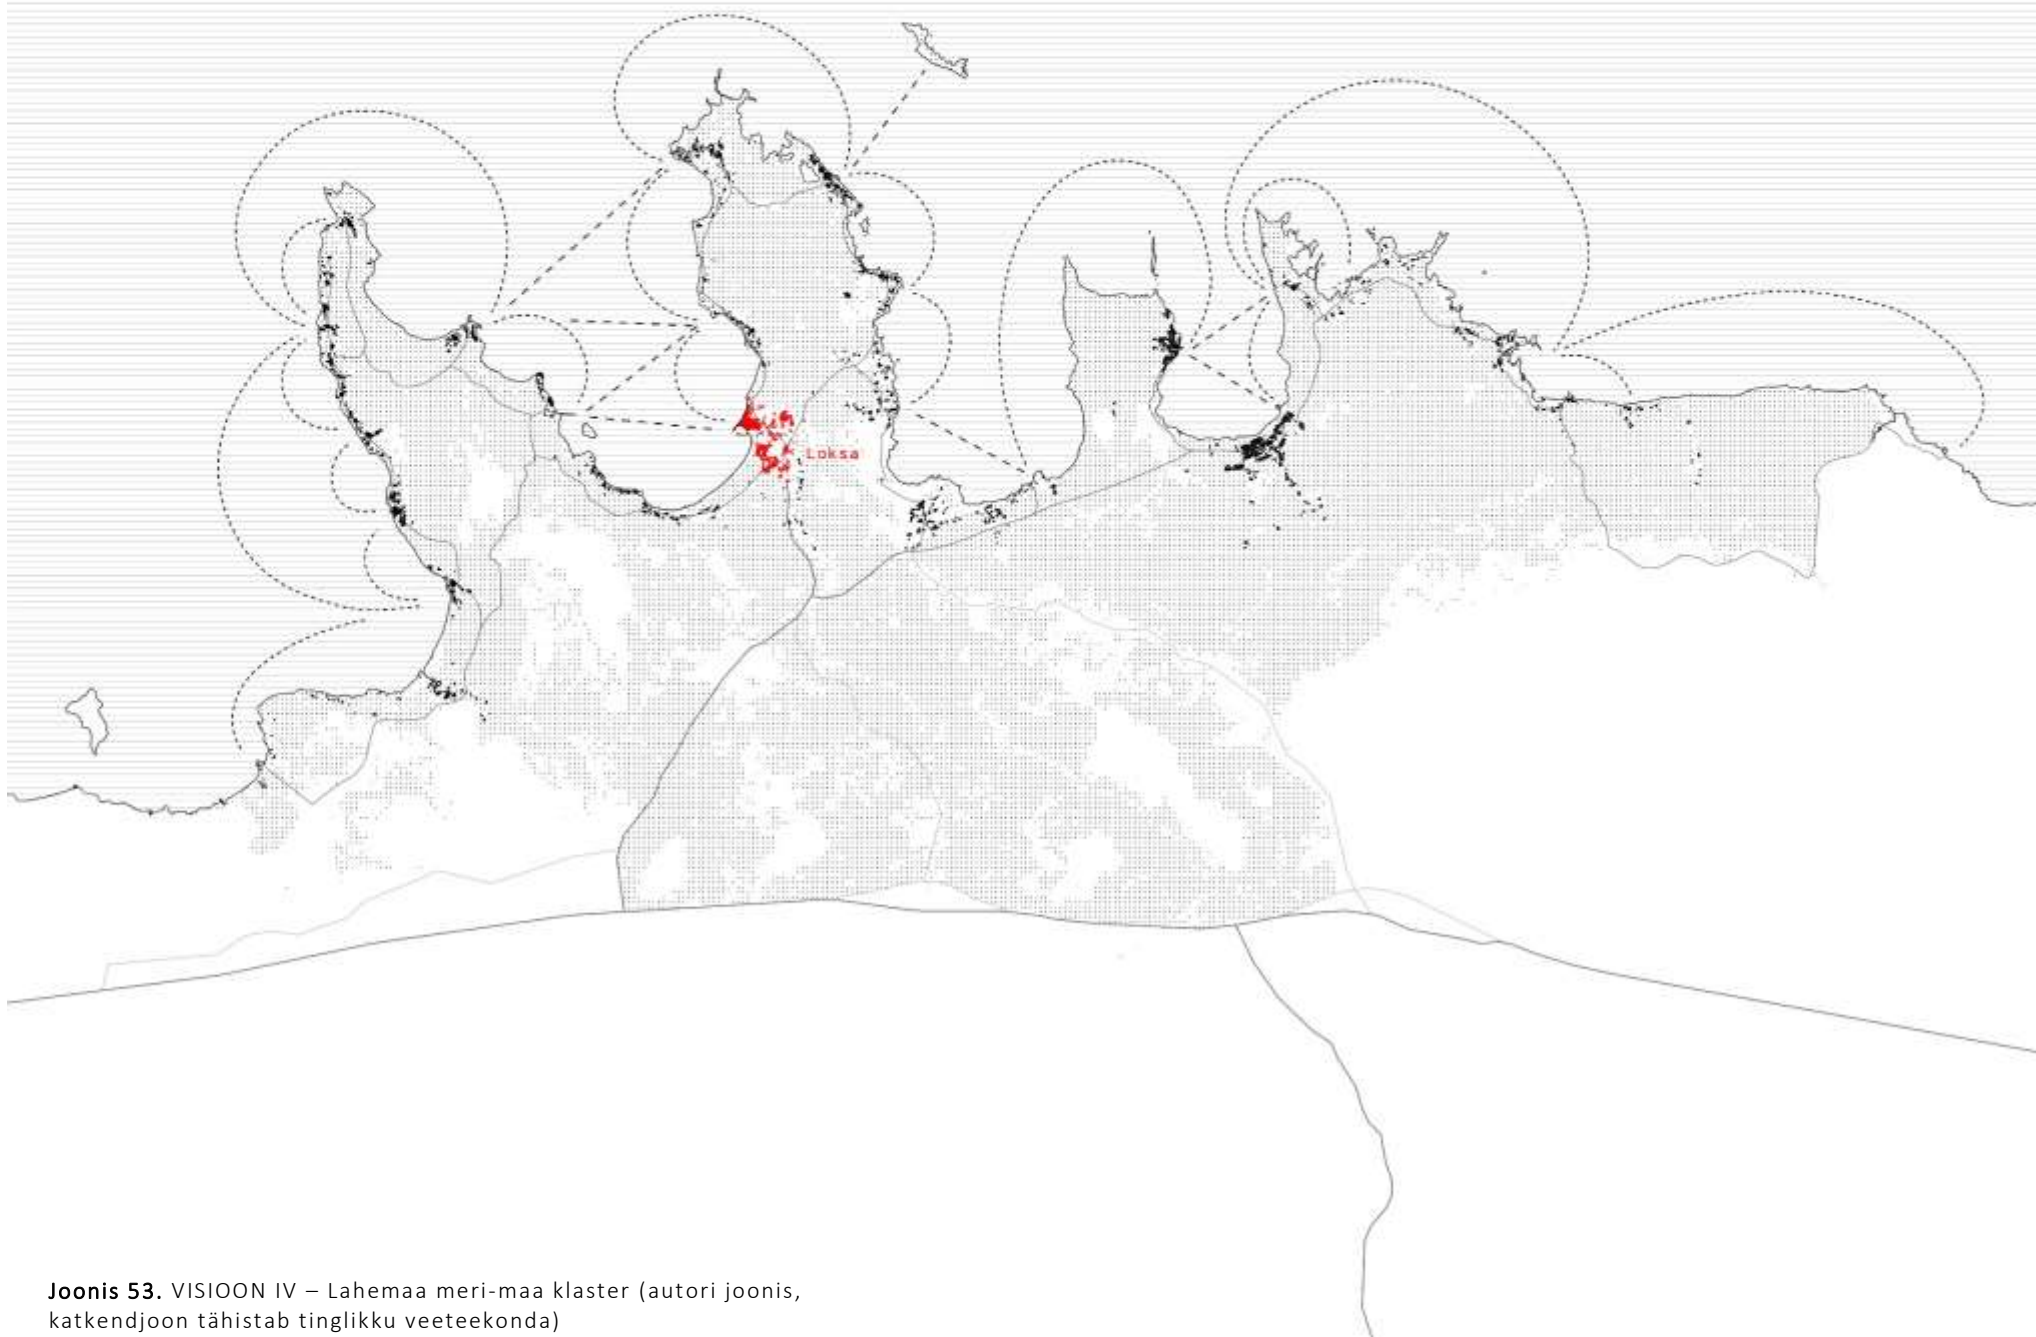 Loksa
Joonis 53. VISIOON IV – Lahemaa meri-maa klaster (autori joonis,
katkendjoon tähistab tinglikku veeteekonda)